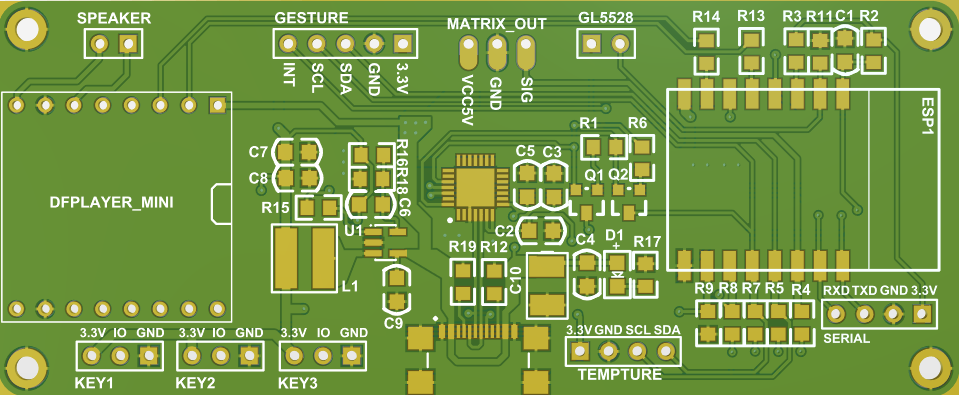 SPEAKER
GESTURE
MATRIX_OUT
GL5528
R14
R13
R3
R11
C1
R2
INT
SCL
SDA
GND
3.3V
VCC5V
GND
SIG
ESP1
C7
C8
R16
R18
C6
R15
U1
L1
C9
DFPLAYER_MINI
C5
C3
R1
R6
Q1
Q2
C2
R19
R12
C10
C4
D1
+
R17
R9
R8
R7
R5
R4
RXD TXD GND 3.3V
SERIAL
3.3V IO GND
KEY1
3.3V IO GND
KEY2
3.3V IO GND
KEY3
3.3V GND SCL SDA
TEMPTURE